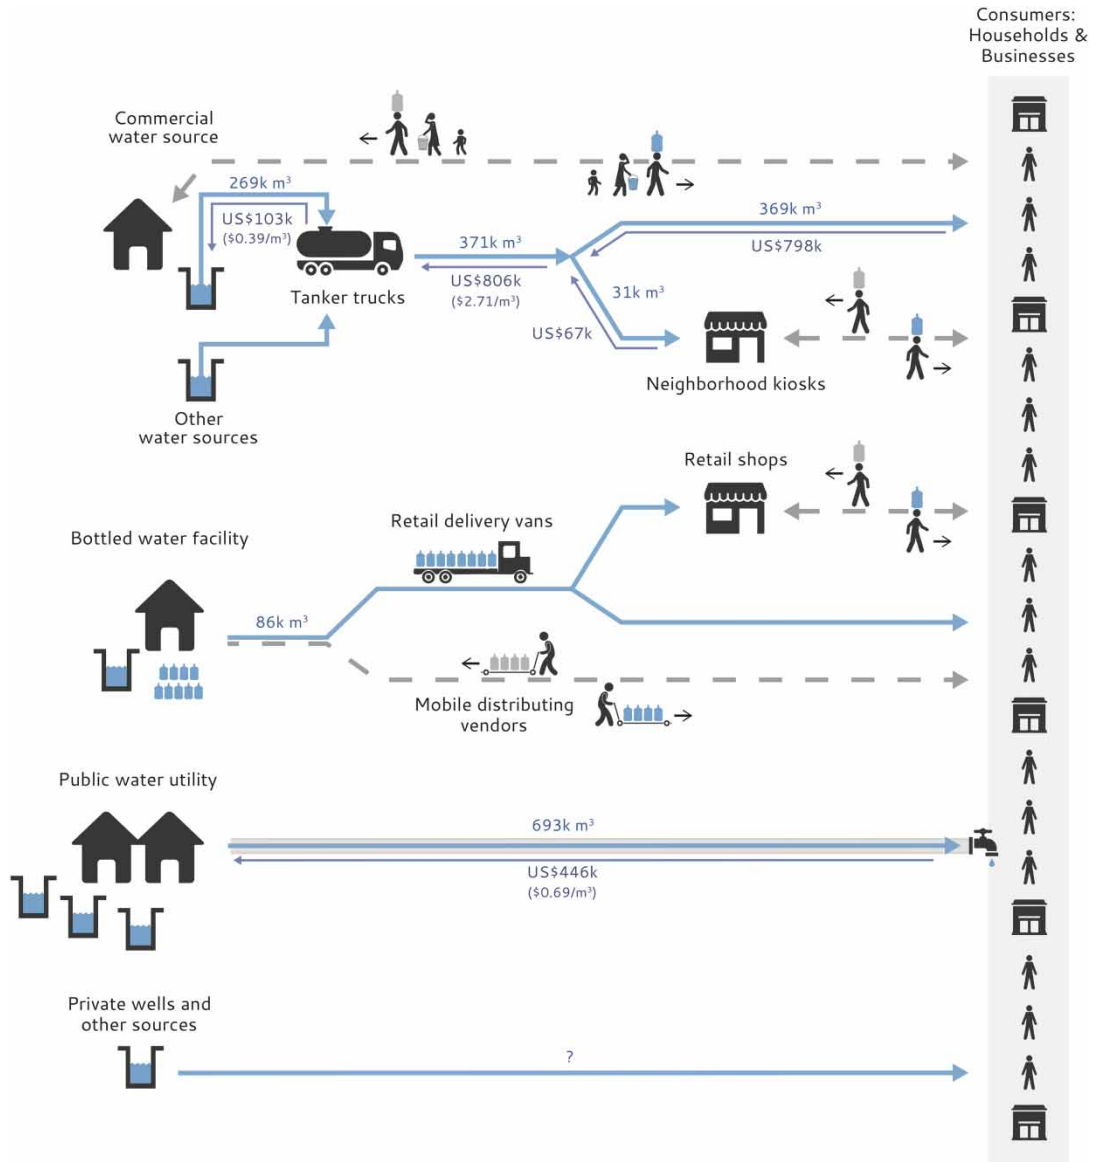 Consumers:
Households &
Businesses
Commercial
water source
269k m³
US$103k
($0.39/m³)
Tanker trucks
371k m³
US$806k
($2.71/m³)
369k m³
US$798k
31k m³
US$67k
Neighborhood kiosks
Other
water sources
Retail shops
Retail delivery vans
Bottled water facility
86k m³
Mobile distributing
vendors
Public water utility
693k m³
US$446k
($0.69/m³)
Private wells and
other sources
?